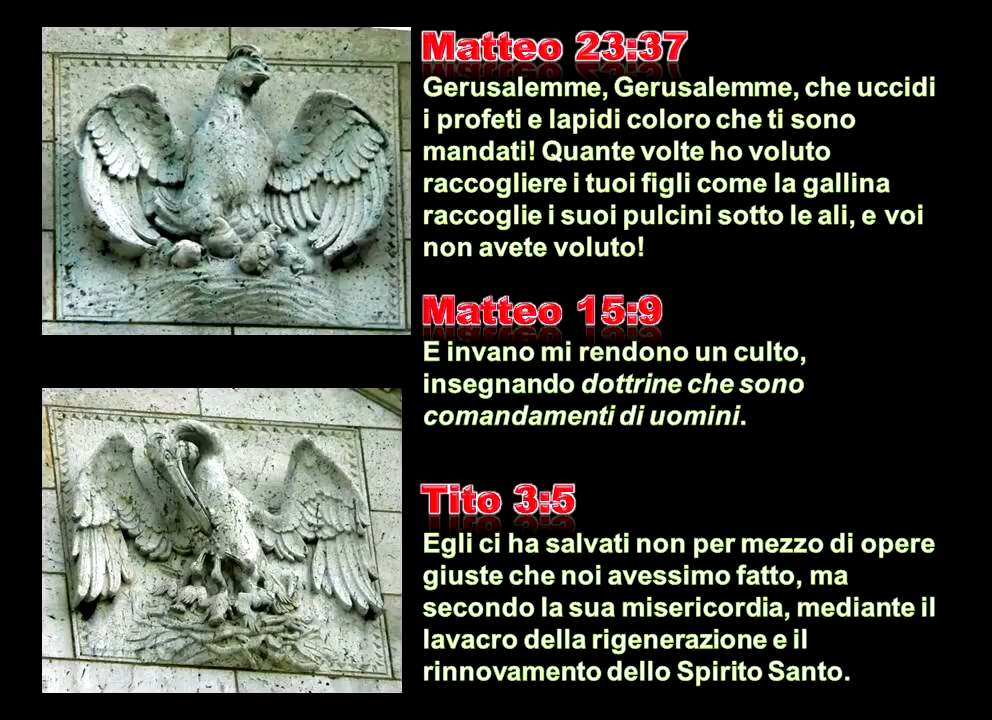 Matteo 23:37
Gerusalemme, Gerusalemme, che uccidi
i profeti e lapidi coloro che ti sono
mandati! Quante volte ho voluto
raccogliere i tuoi figli come la gallina
raccoglie i suoi pulcini sotto le ali, e voi
non avete voluto!
Matteo 15:9
E invano mi rendono un culto,
insegnando dottrine che sono
comandamenti di uomini.
Tito 3:5
Egli ci ha salvati non per mezzo di opere
giuste che noi avessimo fatto, ma
secondo la sua misericordia, mediante il
lavacro della rigenerazione e il
rinnovamento dello Spirito Santo.